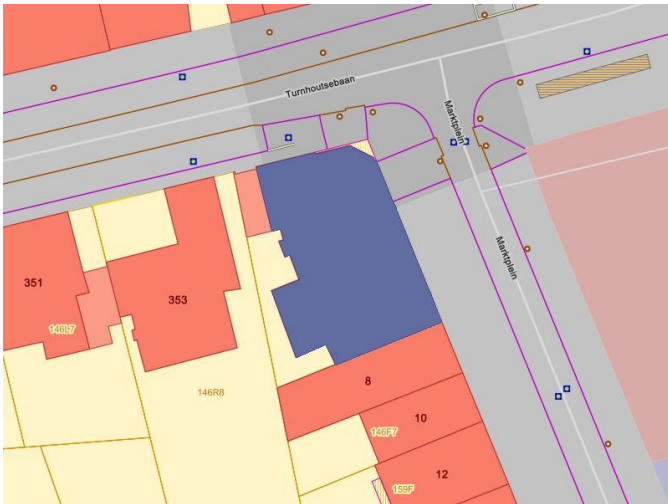 Turnhoutsebaan
Marktplein
Marktplein
351
353
146L7
146R8
8
146F7
10
159F
12